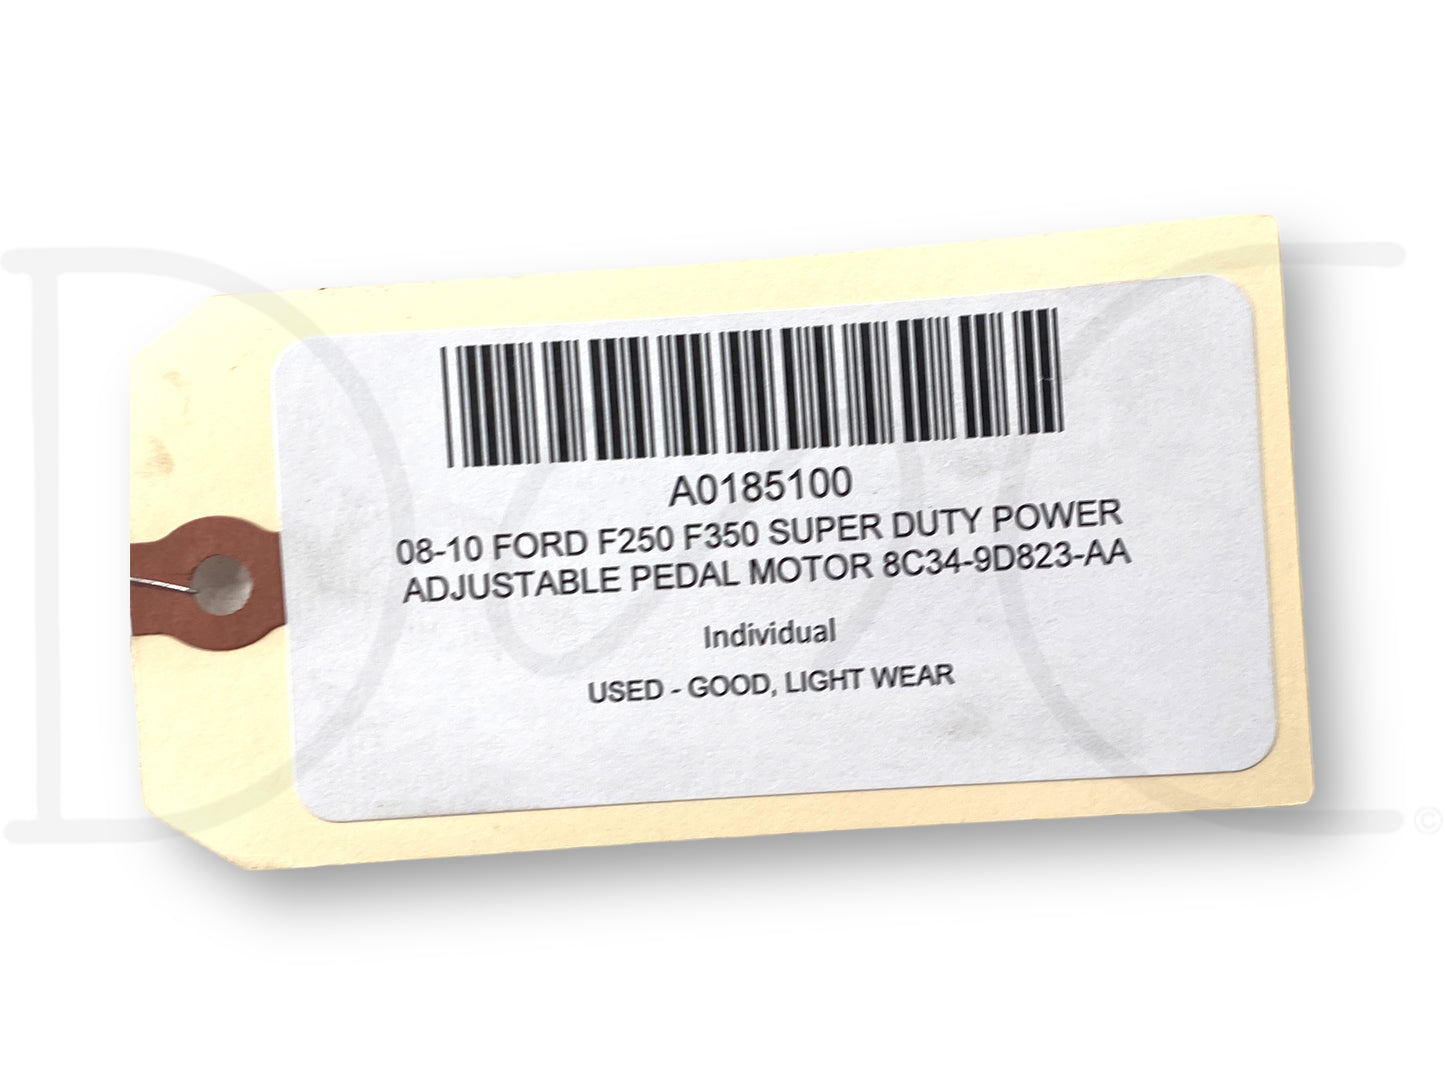 A0185100
08-10 FORD F250 F350 SUPER DUTY POWER
ADJUSTABLE PEDAL MOTOR 8C34-9D823-AA
Individual
USED - GOOD, LIGHT WEAR
©